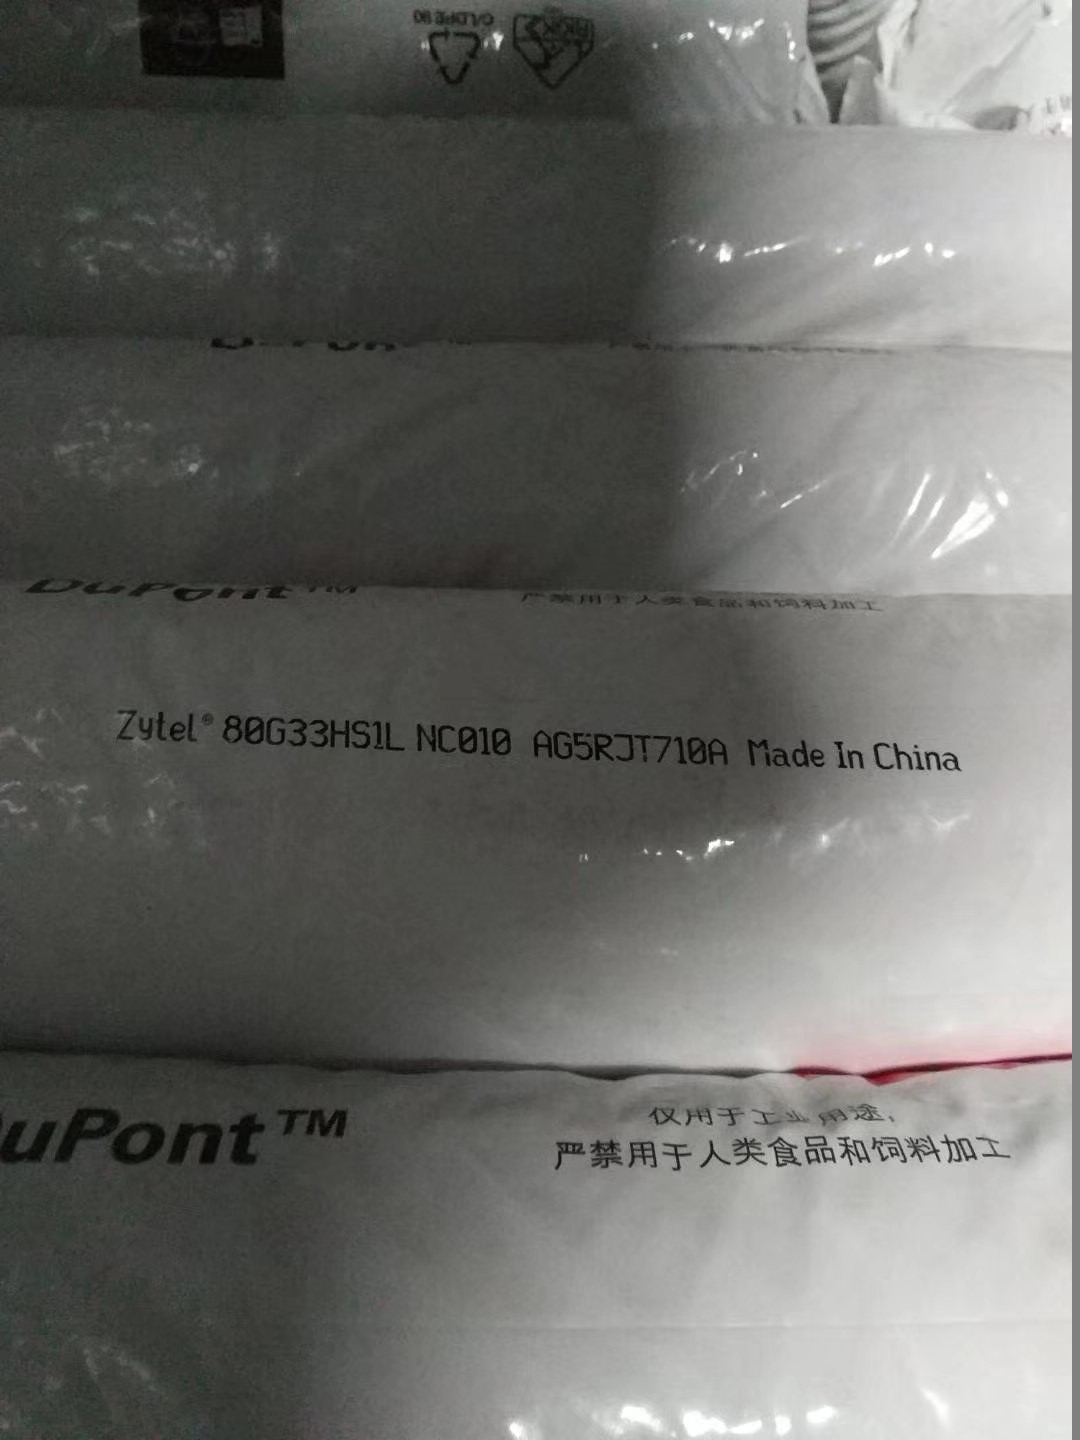 C/LDPE 90
DuPont™
严禁用于人类食品和饲料加工
Zytel® 80G33HS1L NC010 AG5RJT710A Made In China
uPont™
仅用于工业用途,
严禁用于人类食品和饲料加工